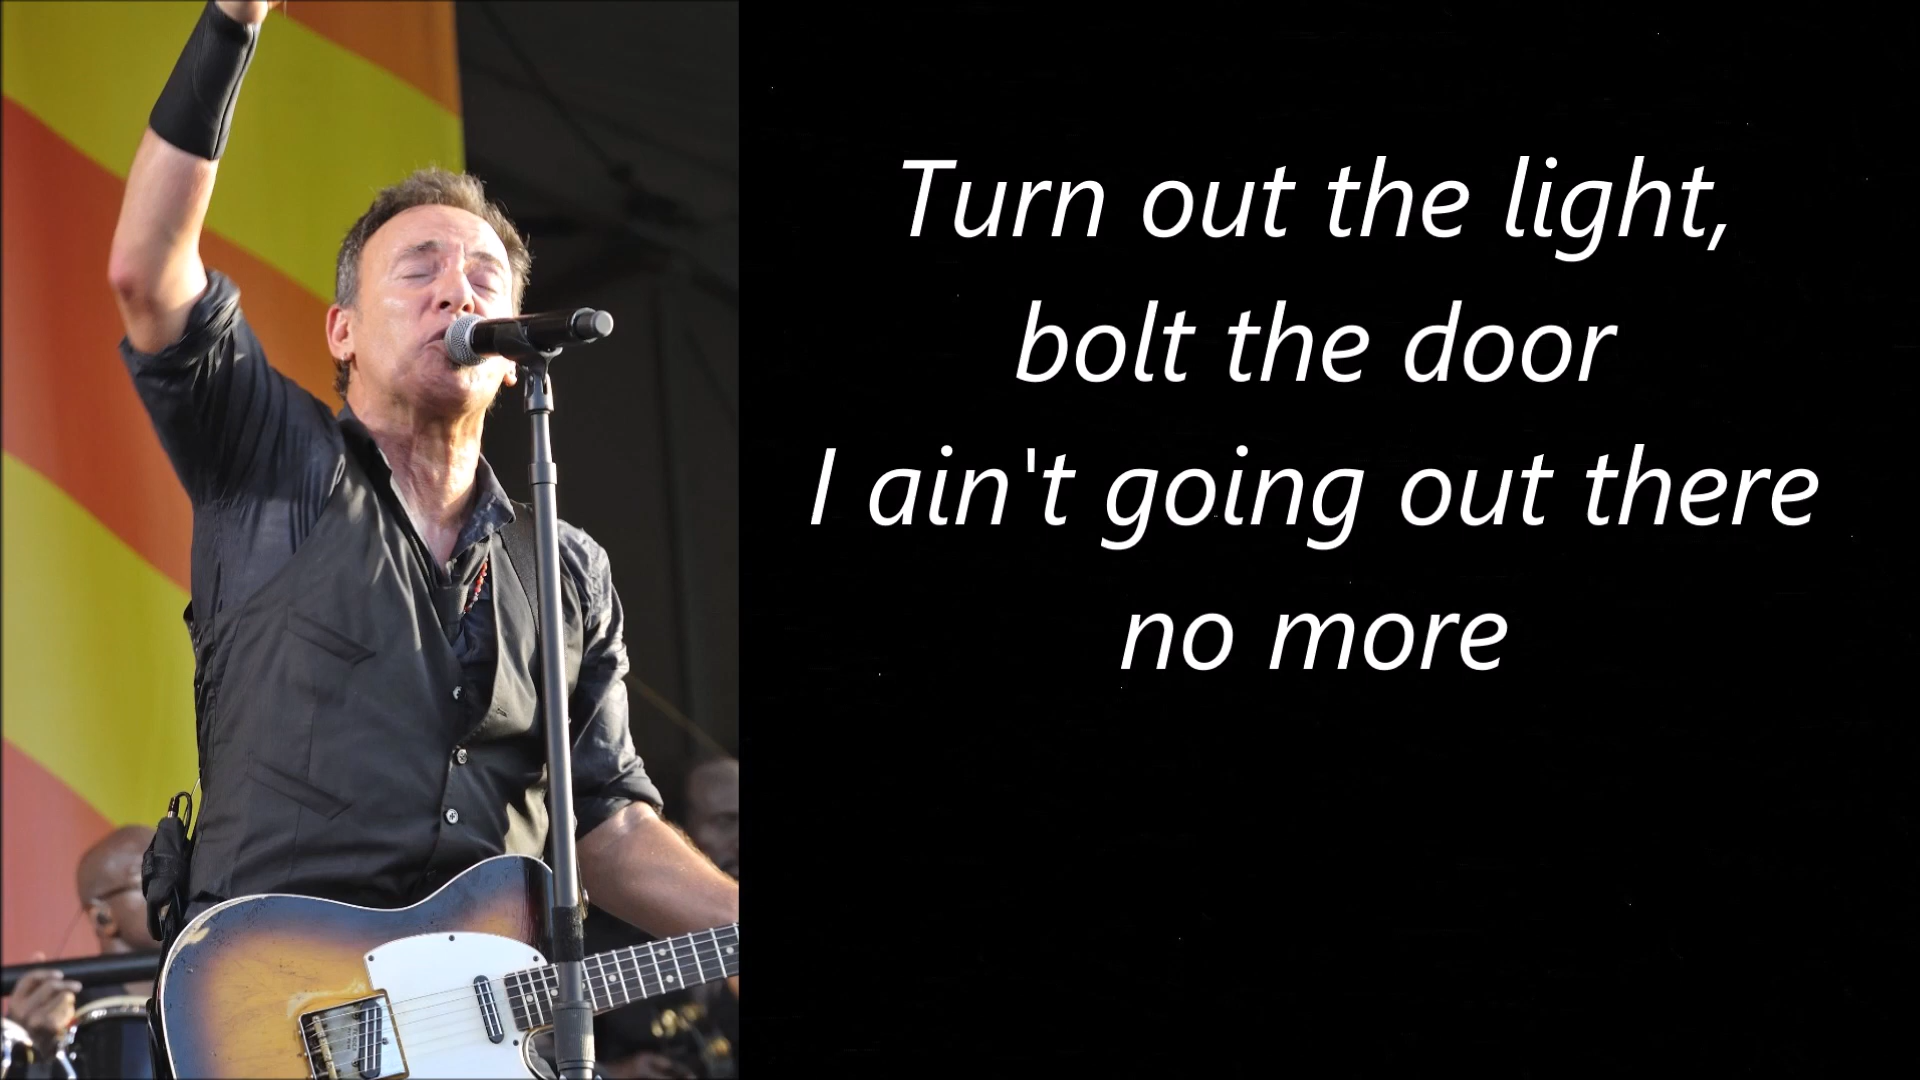 Turn out the light,
bolt the door
I ain't going out there
no more